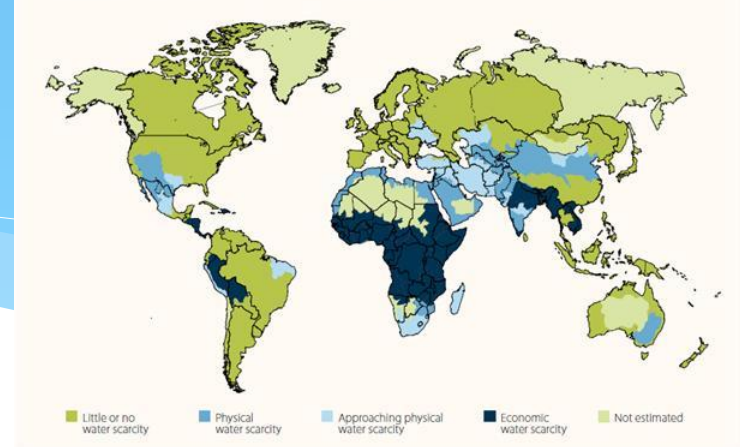 Little or no
water scarcity
Physical
water scarcity
Approaching physical
water scarcity
Economic
water scarcity
Not estimated